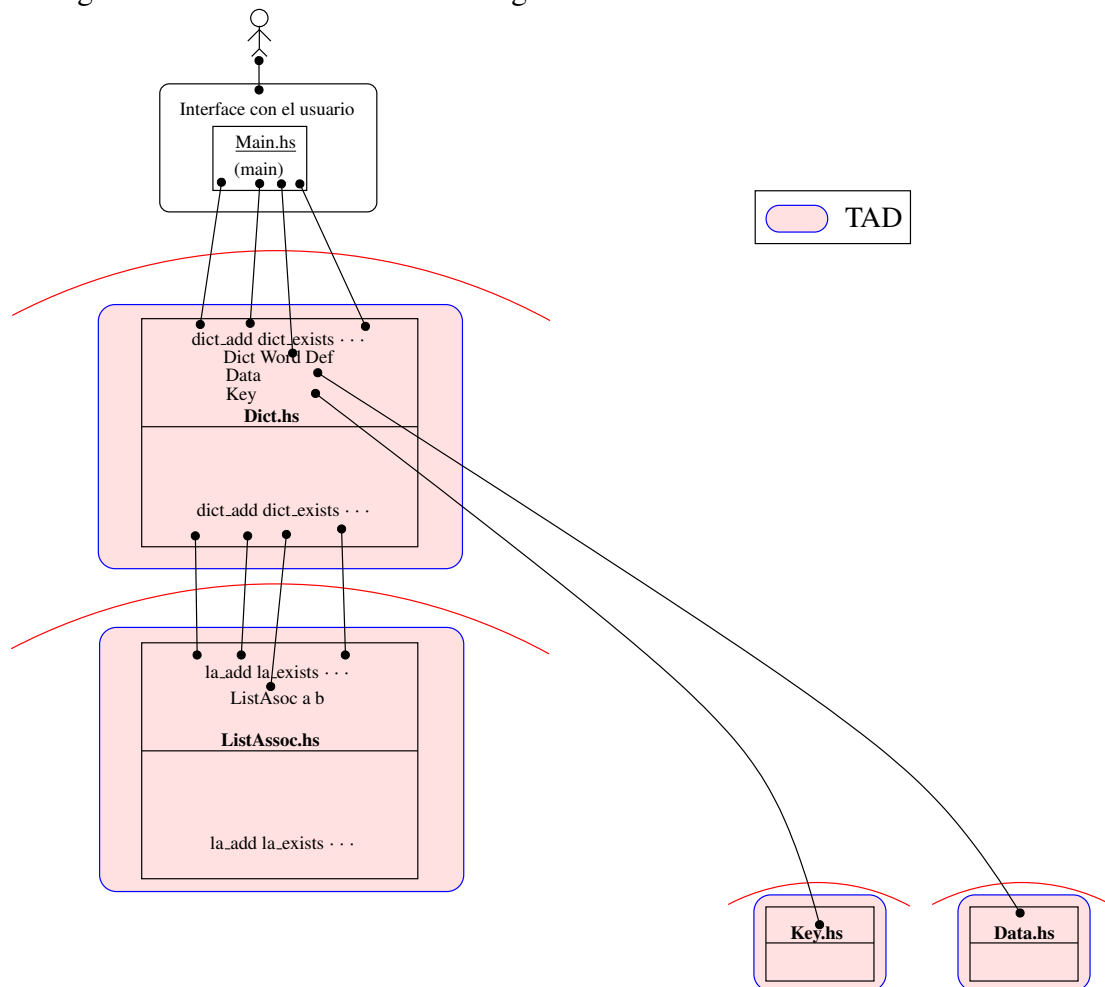 Interface con el usuario
Main.hs
(main)
TAD
dict_add dict_exists · · ·
Dict Word Def
Data
Key
Dict.hs
dict_add dict_exists · · ·
la_add la_exists · · ·
ListAsoc a b
ListAssoc.hs
la_add la_exists · · ·
Key.hs
Data.hs